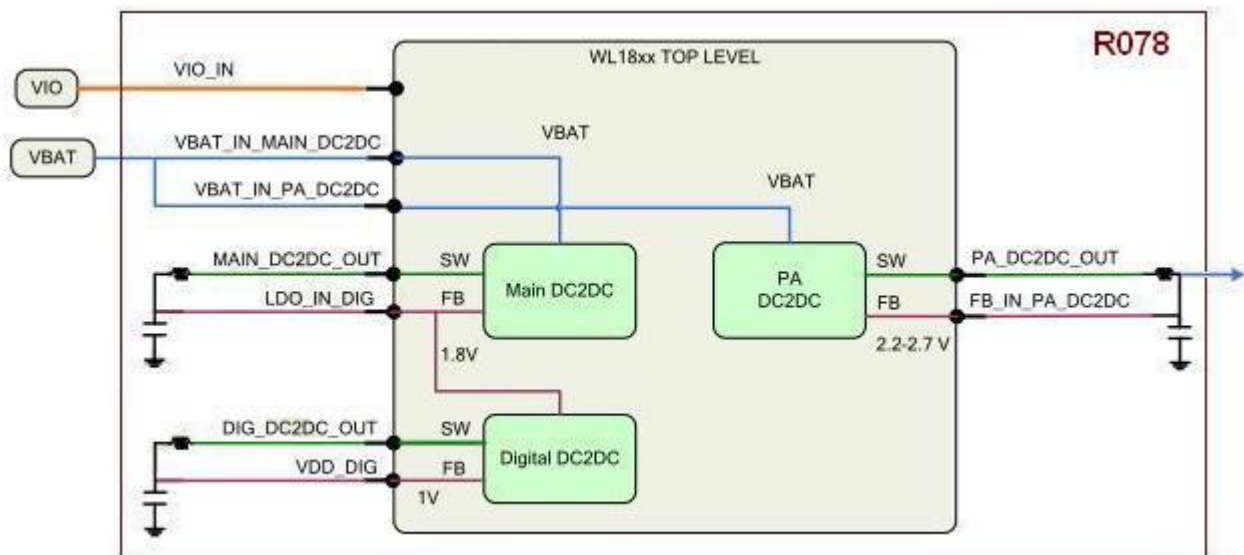 R078
WL18xx TOP LEVEL
VIO
VIO_IN
VBAT
VBAT_IN_MAIN_DC2DC
VBAT
VBAT_IN_PA_DC2DC
VBAT
MAIN_DC2DC_OUT
SW
LDO_IN_DIG
FB
Main DC2DC
1.8V
PA
DC2DC
SW
PA_DC2DC_OUT
FB
FB_IN_PA_DC2DC
2.2-2.7 V
DIG_DC2DC_OUT
SW
VDD_DIG
FB
1V
Digital DC2DC